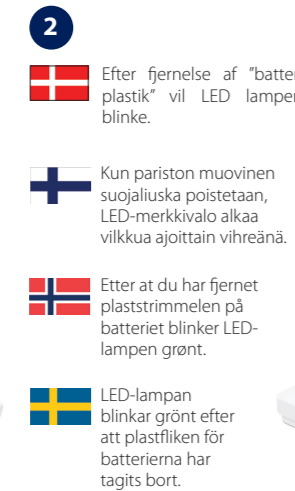 2
Efter fjernelse af ”batter
plastik” vil LED lamper
blinke.
Kun pariston muovinen
suojaliuska poistetaan,
LED-merkkivalo alkaa
vilkkua ajoittain vihreänä.
Etter at du har fjernet
plaststrimmelen på
batteriet blinker LED-
lampen grønt.
LED-lampan
blinkar grönt efter
att plastfliken för
batterierna har
tagits bort.